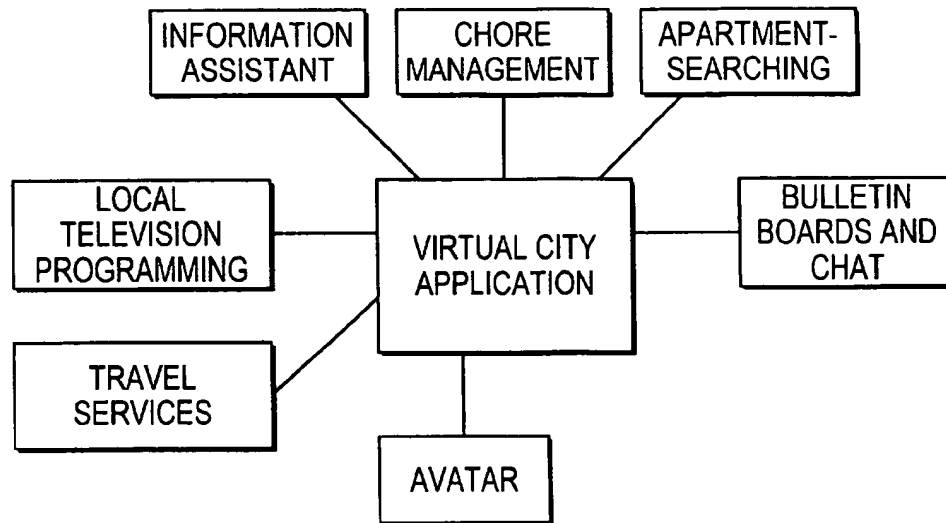 INFORMATION
ASSISTANT
CHORE
MANAGEMENT
APARTMENT-
SEARCHING
LOCAL
TELEVISION
PROGRAMMING
VIRTUAL CITY
APPLICATION
BULLETIN
BOARDS AND
CHAT
TRAVEL
SERVICES
AVATAR